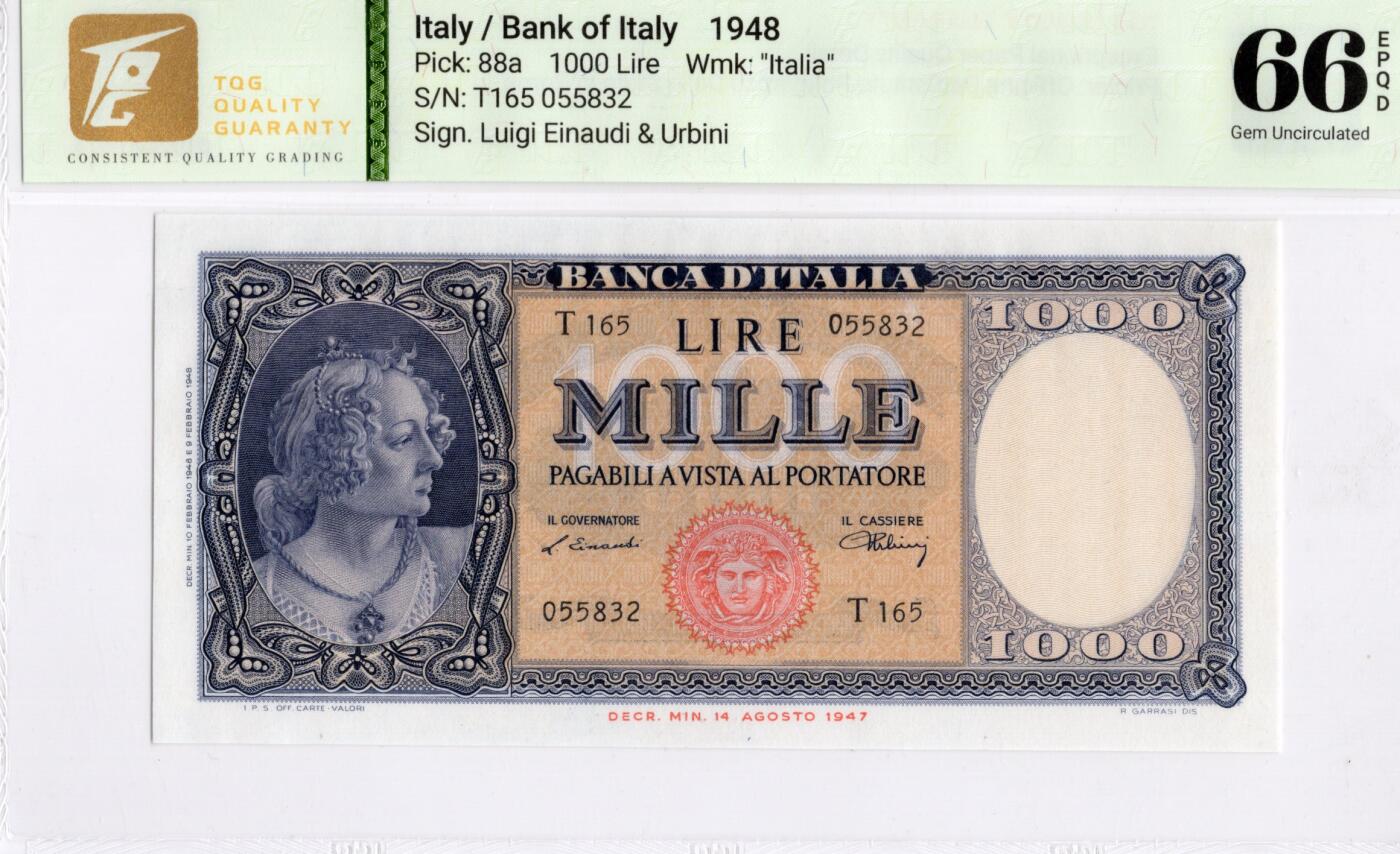 TQG
QUALITY
GUARANTY
CONSISTENT QUALITY GRADING
Italy / Bank of Italy 1948
Pick: 88a 1000 Lire Wmk: "Italia"
S/N: T165 055832
Sign. Luigi Einaudi & Urbini
66
EPQD
Gem Uncirculated
BANCA D'ITALIA
T 165
LIRE
055832
1000
1000
MILLE
PAGABILI A VISTA AL PORTATORE
IL GOVERNATORE
L. Einaudi
IL CASSIERE
Urbini
055832
T 165
1000
DECR. MIN. 10 FEBBRAIO 1948 E 9 FEBBRAIO 1948
I. P. S. OFF. CARTE-VALORI
DECR. MIN. 14 AGOSTO 1947
R. GARRASI DIS.